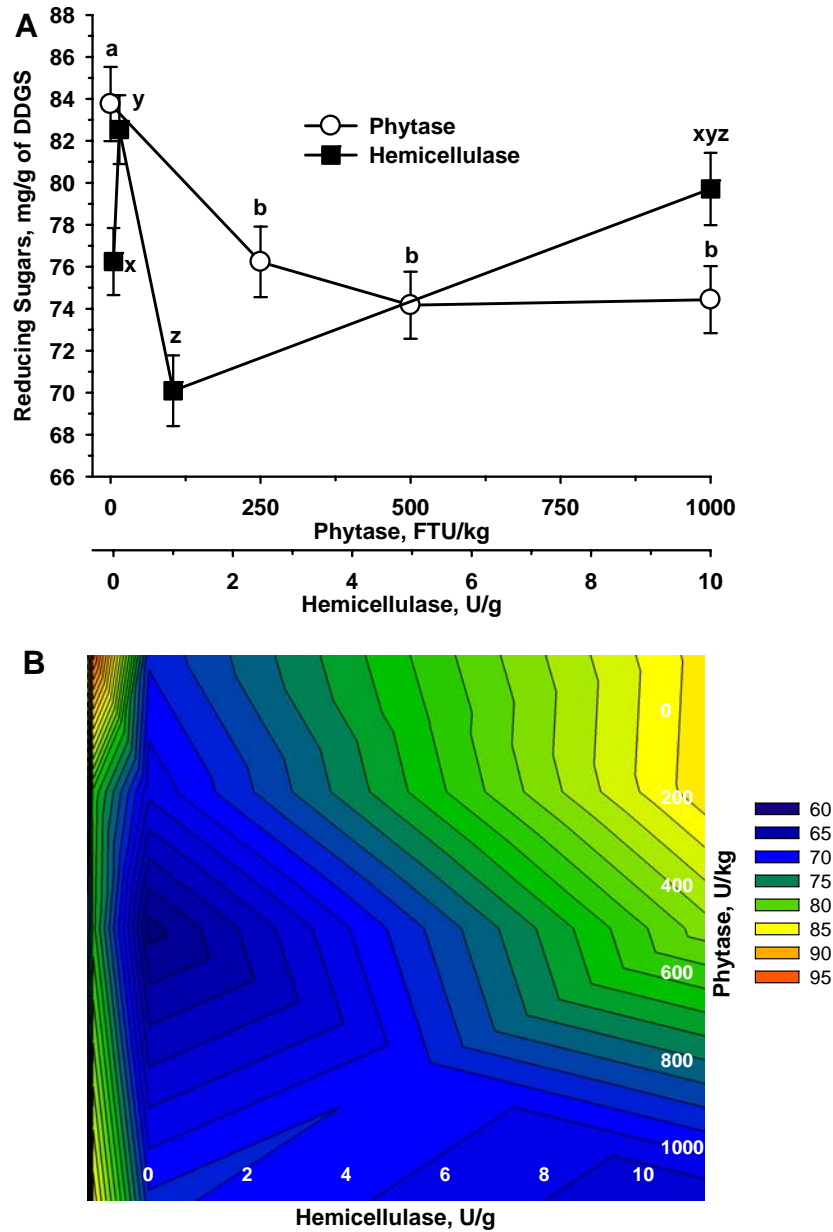 A
88
86
84
82
80
78
76
74
72
70
68
66
Reducing Sugars, mg/g of DDGS
a
y
x
z
b
b
b
xyz
Phytase
Hemicellulase
0 250 500 750 1000
Phytase, FTU/kg
0 2 4 6 8 10
Hemicellulase, U/g
B
0
200
400
600
800
1000
Phytase, U/kg
60
65
70
75
80
85
90
95
0 2 4 6 8 10
Hemicellulase, U/g